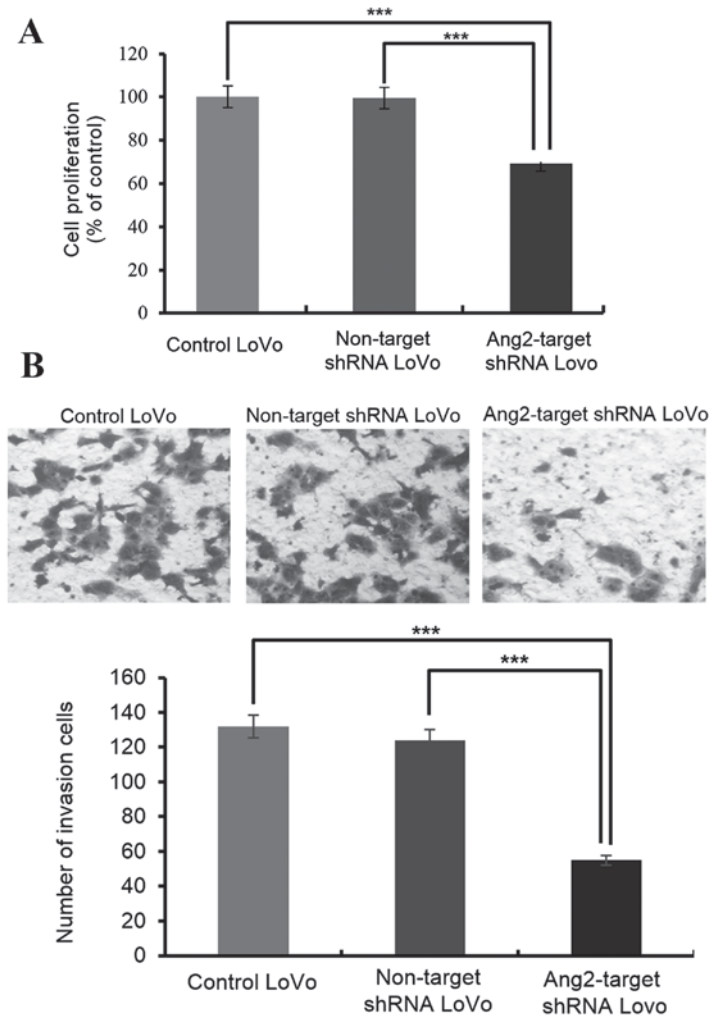 A
***
***
120
100
80
60
40
20
0
Cell proliferation
(% of control)
Control LoVo
Non-target
shRNA LoVo
Ang2-target
shRNA Lovo
B
Control LoVo
Non-target shRNA LoVo
Ang2-target shRNA LoVo
***
***
160
140
120
100
80
60
40
20
0
Number of invasion cells
Control LoVo
Non-target
shRNA LoVo
Ang2-target
shRNA Lovo